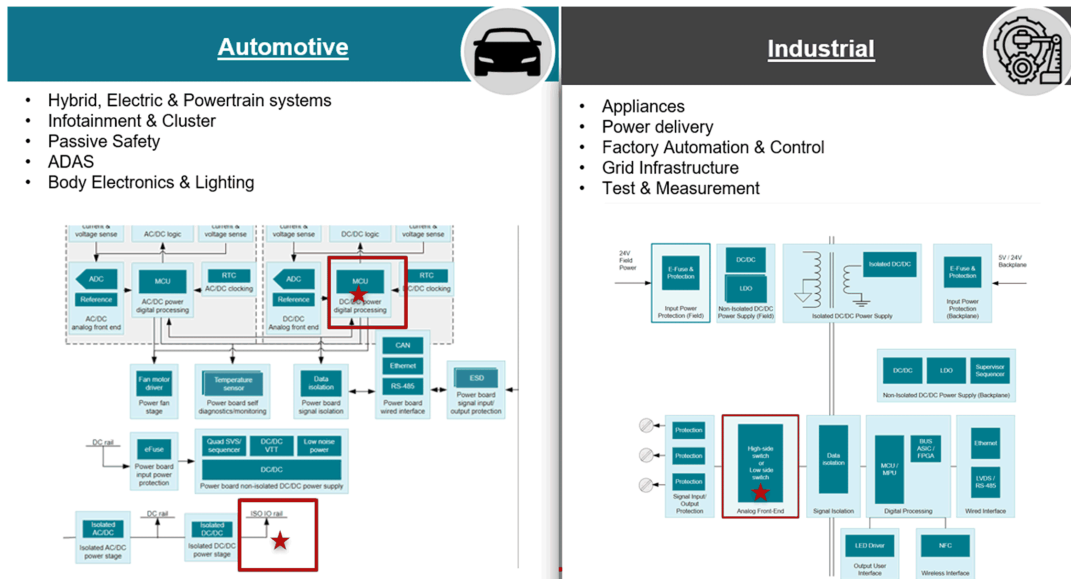 Automotive
• Hybrid, Electric & Powertrain systems
• Infotainment & Cluster
• Passive Safety
• ADAS
• Body Electronics & Lighting
voltage sense
AC/DC logic
voltage sense
voltage sense
DC/DC logic
voltage sense
ADC
Reference
AC/DC
analog front end
MCU
AC/DC power
digital processing
RTC
AC/DC clocking
ADC
Reference
DC/DC
Analog front end
MCU
DC/DC power
digital processing
RTC
DC/DC clocking
Fan motor
driver
Power fan
stage
Temperature
sensor
Power board self
diagnostics/monitoring
Data
isolation
Power board
signal isolation
CAN
Ethernet
RS-485
Power board
wired interface
ESD
Power board
signal input/
output protection
DC rail
eFuse
Power board
input power
protection
Quad SVS/
sequencer
DC/DC
VTT
Low noise
power
DC/DC
Power board non-isolated DC/DC power supply
Isolated
AC/DC
Isolated AC/DC
power stage
DC rail
Isolated
DC/DC
Isolated DC/DC
power stage
ISO IO rail
Industrial
• Appliances
• Power delivery
• Factory Automation & Control
• Grid Infrastructure
• Test & Measurement
24V
Field
Power
E-Fuse &
Protection
Input Power
Protection (Field)
DC/DC
LDO
Non-Isolated DC/DC
Power Supply (Field)
Isolated DC/DC
Isolated DC/DC Power Supply
E-Fuse &
Protection
Input Power
Protection
(Backplane)
5V / 24V
Backplane
DC/DC
LDO
Supervisor
Sequencer
Non-Isolated DC/DC Power Supply (Backplane)
Protection
Protection
Protection
Signal Input/
Output
Protection
High-side
switch
or
Low side
switch
Analog Front-End
Data
isolation
Signal Isolation
MCU /
MPU
BUS
ASIC /
FPGA
Digital Processing
Ethernet
LVDS /
RS-485
Wired Interface
LED Driver
Output User
Interface
NFC
Wireless Interface